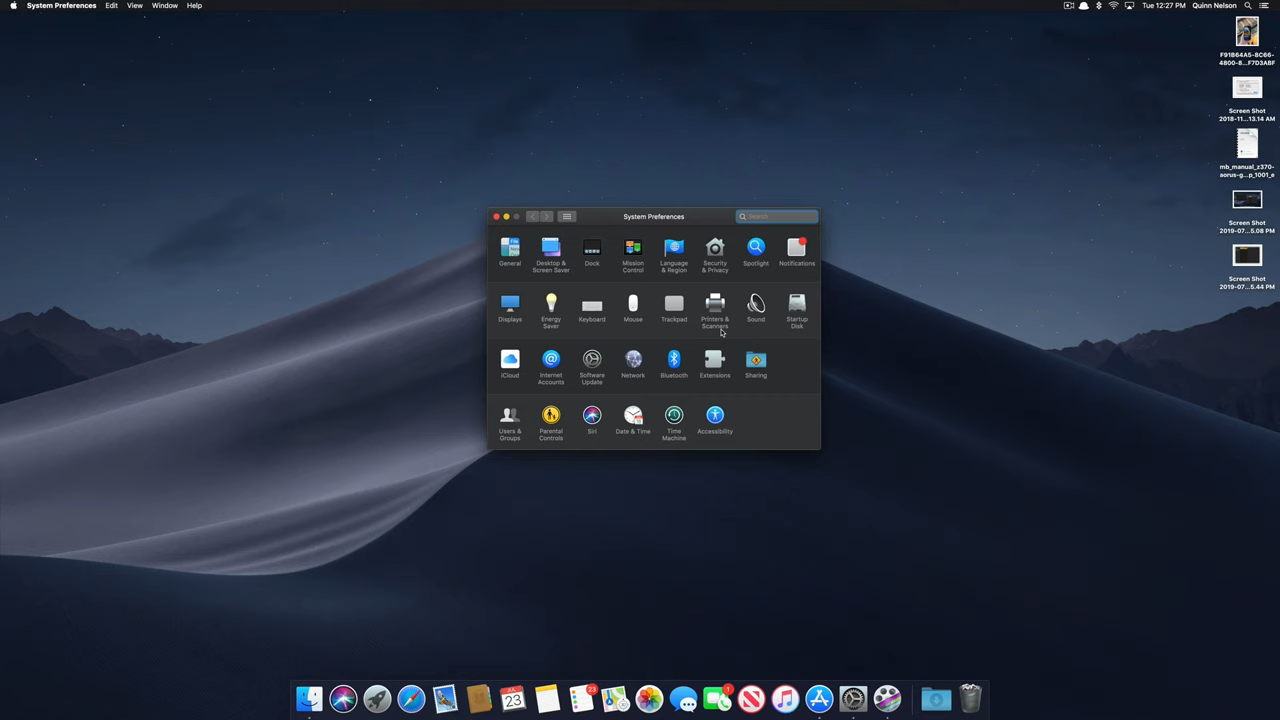 System Preferences Edit View Window Help
Tue 12:27 PM Quinn Nelson
F91B64A5-8C66-
4800-8...F7D3ABF
Screen Shot
2018-11...13.14 AM
mb_manual_z370-
aorus-g...p_1001_e
Screen Shot
2019-07...5.08 PM
Screen Shot
2019-07...5.44 PM
System Preferences
Search
General
Desktop &
Screen Saver
Dock
Mission
Control
Language
& Region
Security
& Privacy
Spotlight
Notifications
Displays
Energy
Saver
Keyboard
Mouse
Trackpad
Printers &
Scanners
Sound
Startup
Disk
iCloud
Internet
Accounts
Software
Update
Network
Bluetooth
Extensions
Sharing
Users &
Groups
Parental
Controls
Siri
Date & Time
Time
Machine
Accessibility
JUL
23
23
1